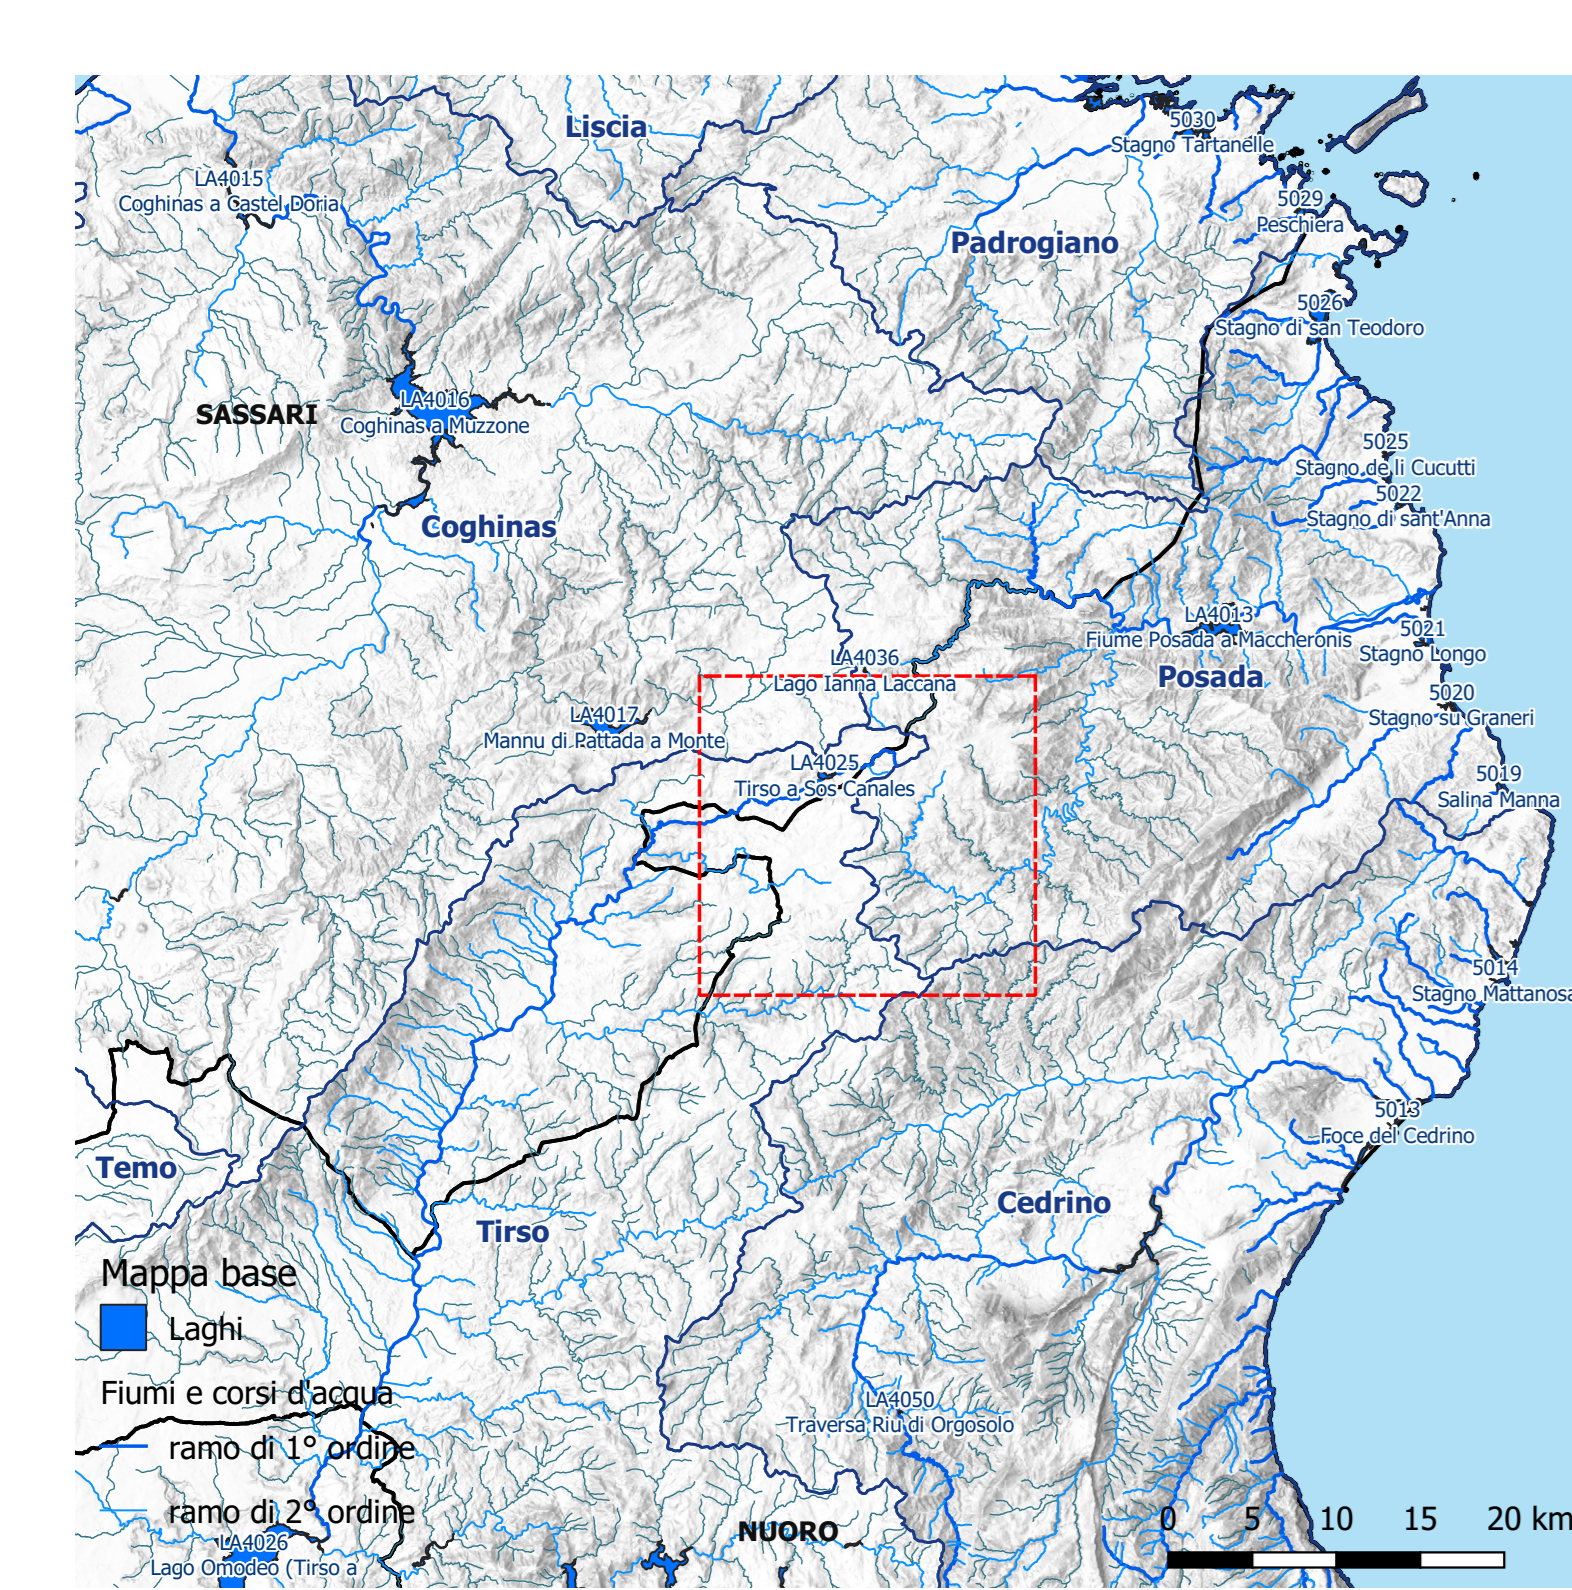 Liscia
5030
Stagno Tartanelle
LA4015
Coghinas a Castel Doria
5029
Peschiera
Padrogiano
5026
Stagno di san Teodoro
LA4016
SASSARI
Coghinas a Muzzone
5025
Stagno de li Cucutti
5022
Stagno di sant'Anna
Coghinas
LA4013
Fiume Posada a Maccheronis
5021
Stagno Longo
LA4036
Lago Ianna Laccana
Posada
5020
Stagno su Graneri
LA4017
Mannu di Pattada a Monte
LA4025
Tirso a Sos Canales
5019
Salina Manna
5014
Stagno Mattanosa
5013
Foce del Cedrino
Temo
Cedrino
Tirso
Mappa base
Laghi
Fiumi e corsi d'acqua
LA4050
Traversa Riu di Orgosolo
ramo di 1° ordine
ramo di 2° ordine
NUORO
0 5 10 15 20 km
LA4026
Lago Omodeo (Tirso a